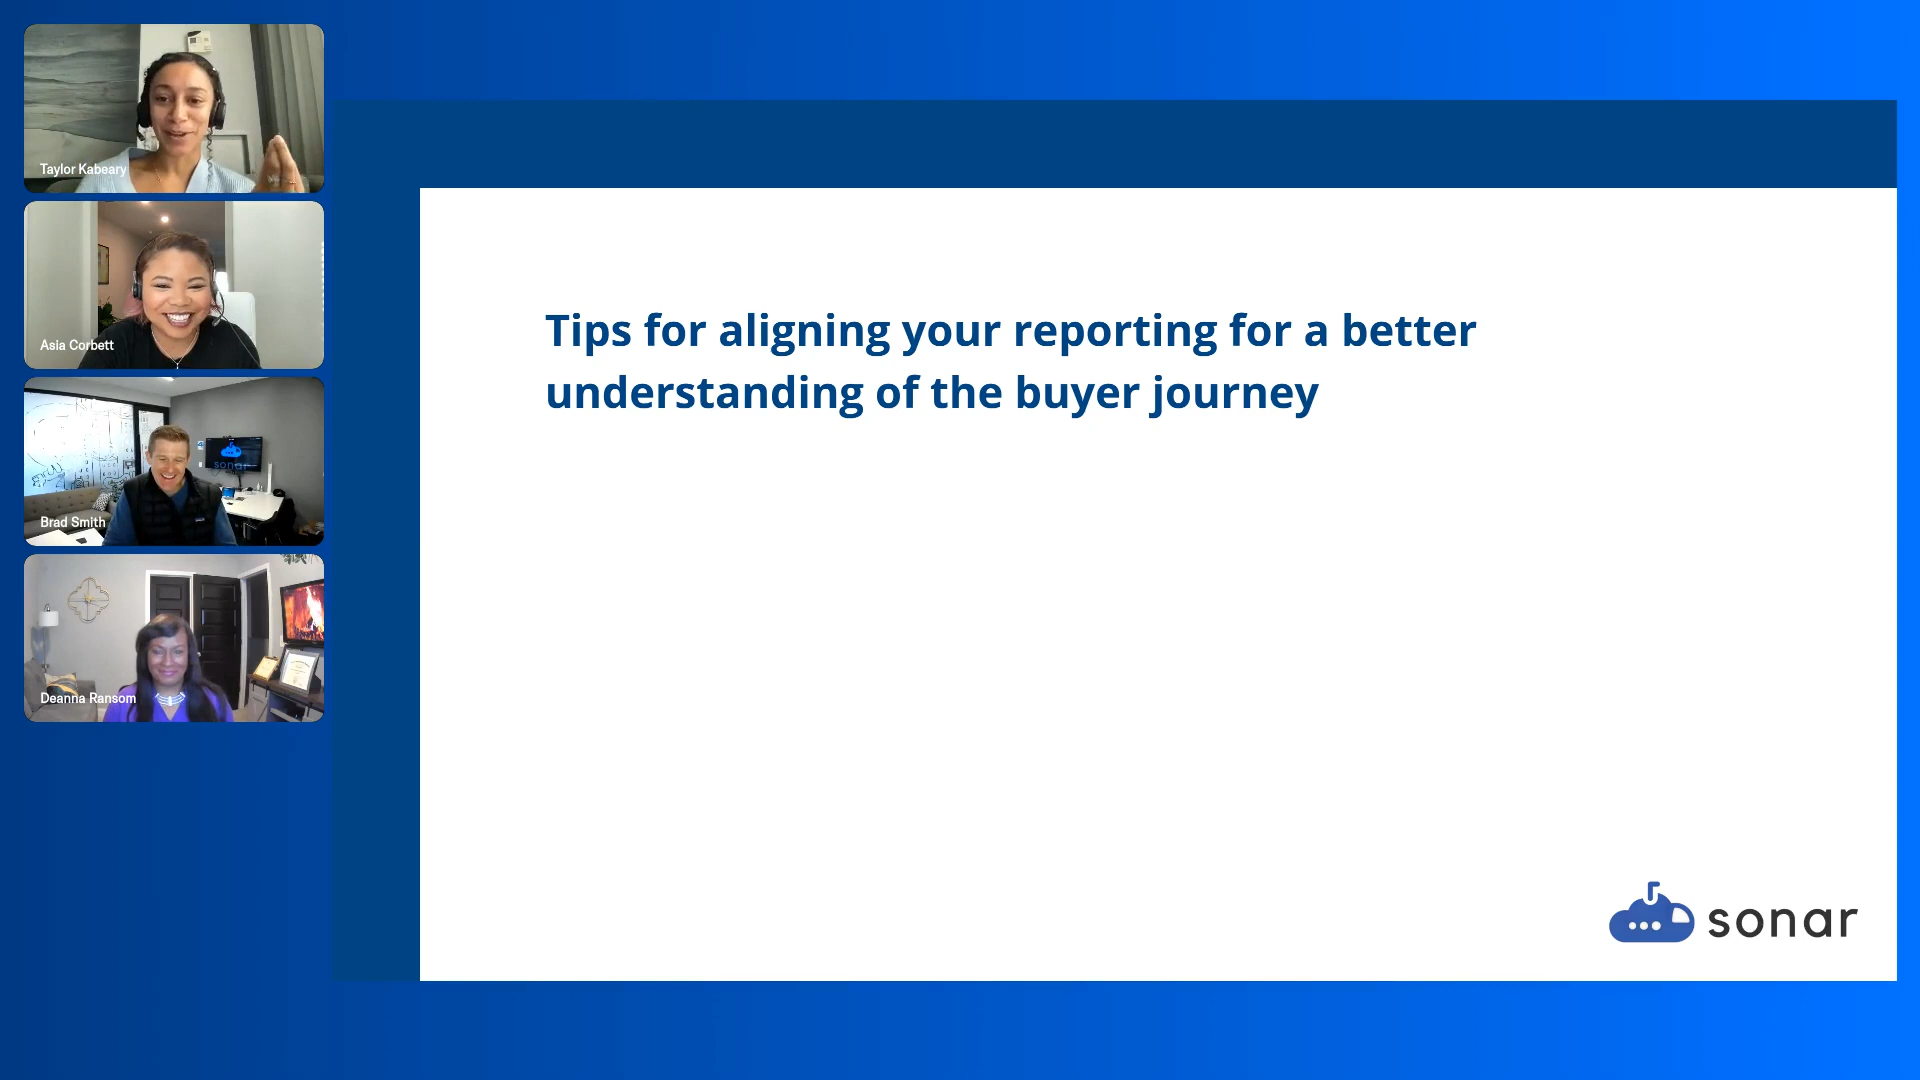 Taylor Kabeary
Asia Corbett
Brad Smith
sonar
Deanna Ransom
Tips for aligning your reporting for a better
understanding of the buyer journey
sonar